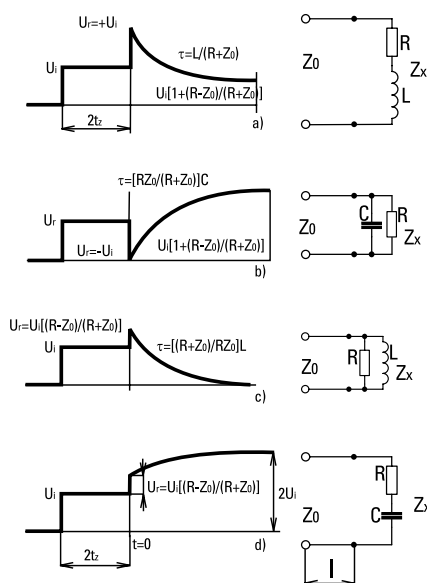 Ur=+Ui
τ=L/(R+Z0)
Ui
Ui[1+(R-Z0)/(R+Z0)]
2tz
a)
Z0
R
L
Zx
τ=[RZ0/(R+Z0)]C
Ur
Ur=-Ui
Ui[1+(R-Z0)/(R+Z0)]
b)
Z0
C
R
Zx
Ur=Ui[(R-Z0)/(R+Z0)]
Ui
τ=[(R+Z0)/RZ0]L
c)
Z0
R
L
Zx
Ui
Ur=Ui[(R-Z0)/(R+Z0)]
2Ui
2tz
t=0
d)
Z0
R
C
Zx
l